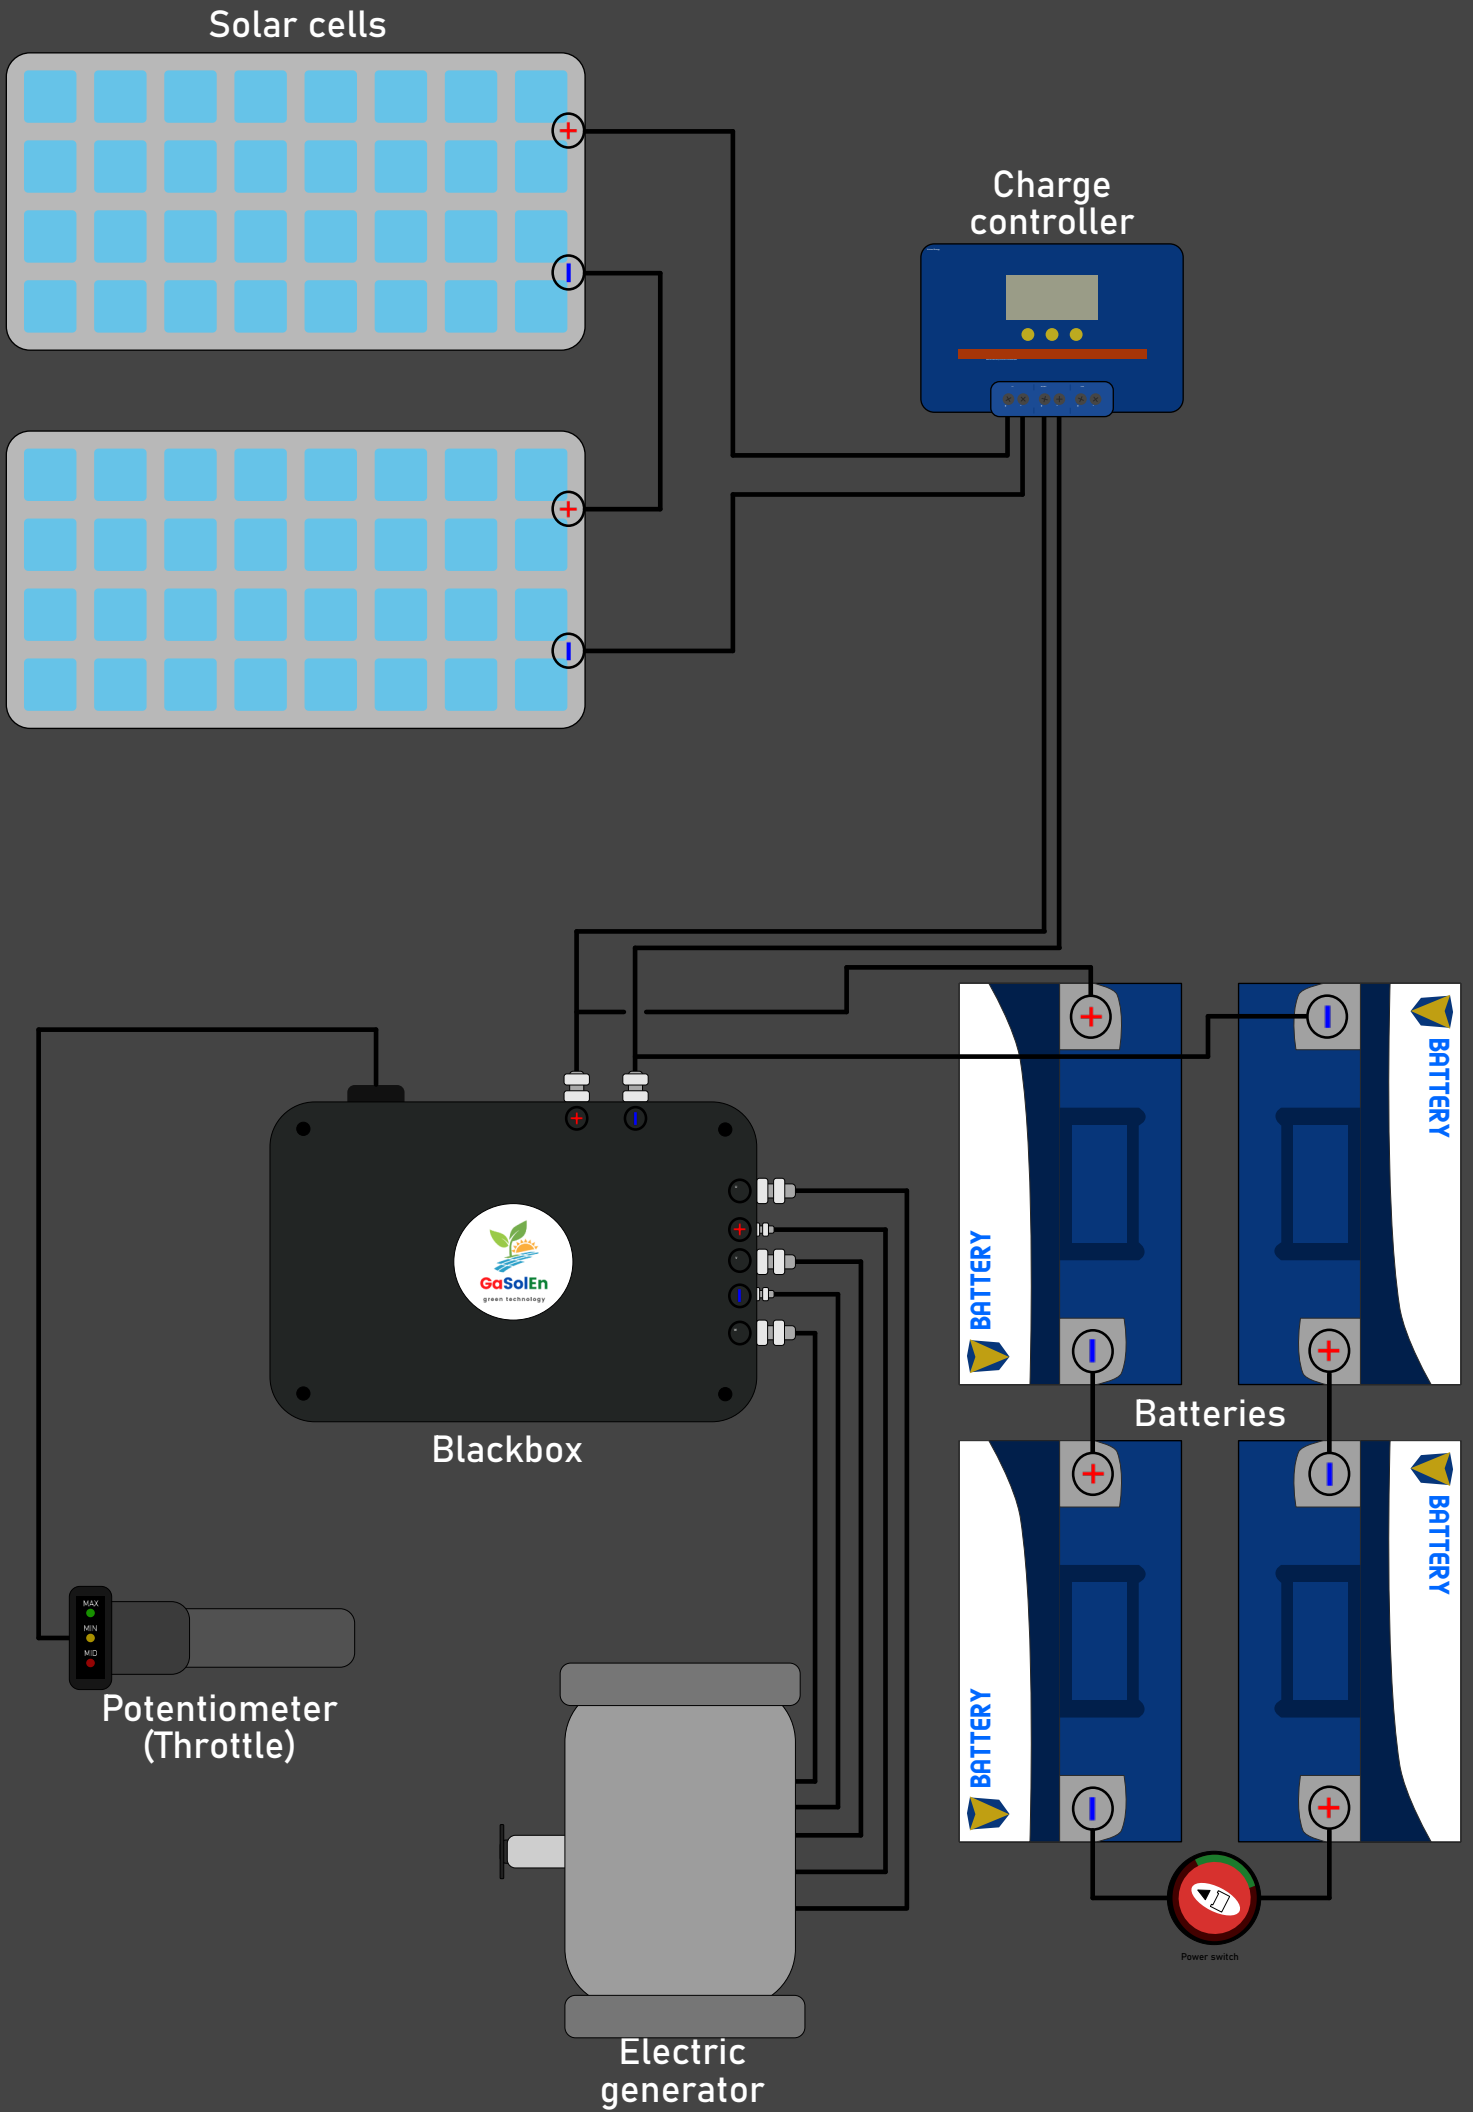 Solar cells
Charge
controller
BATTERY
BATTERY
GaSolEn
green technology
Blackbox
Batteries
BATTERY
BATTERY
MAX
MIN
MID
Potentiometer
(Throttle)
Power switch
Electric
generator